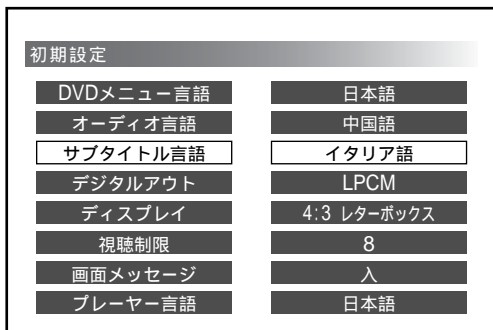 初期設定
DVDメニュー言語 日本語
オーディオ言語 中国語
サブタイトル言語 イタリア語
デジタルアウト LPCM
ディスプレイ 4:3 レターボックス
視聴制限 8
画面メッセージ 入
プレーヤー言語 日本語